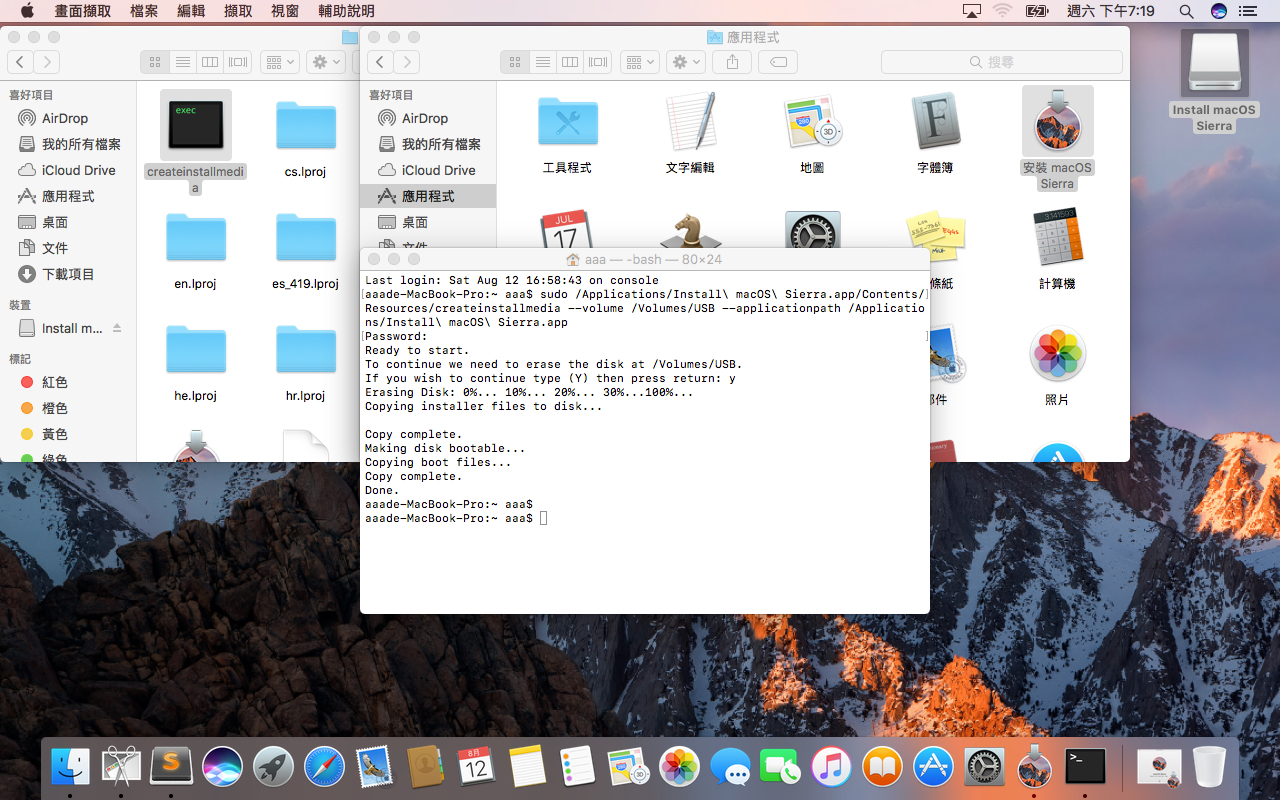 畫面擷取 檔案 編輯 擷取 視窗 輔助說明
週六 下午7:19
Install macOS
Sierra
喜好項目
AirDrop
我的所有檔案
iCloud Drive
應用程式
桌面
文件
下載項目
裝置
Install m...
標記
紅色
橙色
黃色
綠色
exec
createinstallmedi
a
cs.lproj
en.lproj
es_419.lproj
he.lproj
hr.lproj
應用程式
搜尋
喜好項目
AirDrop
我的所有檔案
iCloud Drive
應用程式
桌面
文件
工具程式
文字編輯
280
3D
地圖
F
字體簿
安裝 macOS
Sierra
JUL
17
EGGS
Milk
條紙
3.141593
計算機
郵件
照片
aaa — -bash — 80×24
Last login: Sat Aug 12 16:58:43 on console
[aaade-MacBook-Pro:~ aaa$ sudo /Applications/Install\ macOS\ Sierra.app/Contents/]
Resources/createinstallmedia --volume /Volumes/USB --applicationpath /Applicatio
ns/Install\ macOS\ Sierra.app
[Password:]
Ready to start.
To continue we need to erase the disk at /Volumes/USB.
If you wish to continue type (Y) then press return: y
Erasing Disk: 0%... 10%... 20%... 30%...100%...
Copying installer files to disk...
Copy complete.
Making disk bootable...
Copying boot files...
Copy complete.
Done.
aaade-MacBook-Pro:~ aaa$
aaade-MacBook-Pro:~ aaa$
S
8月
12
280
3D
>_